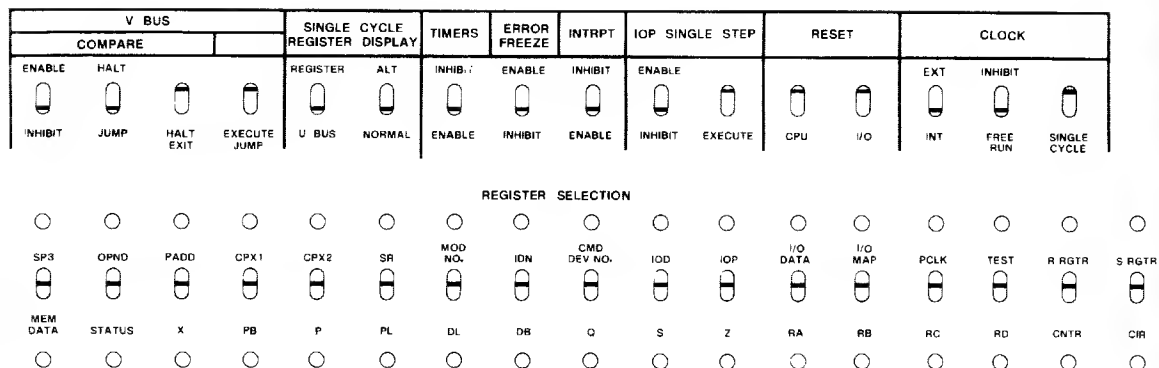 V BUS
COMPARE
SINGLE CYCLE
REGISTER DISPLAY
TIMERS
ERROR
FREEZE
INTRPT
IOP SINGLE STEP
RESET
CLOCK
ENABLE HALT REGISTER ALT INHIBIT ENABLE INHIBIT ENABLE EXT INHIBIT
INHIBIT JUMP HALT EXIT EXECUTE JUMP U BUS NORMAL ENABLE INHIBIT ENABLE INHIBIT EXECUTE CPU I/O INT FREE RUN SINGLE CYCLE
REGISTER SELECTION
SP3 OPND PADD CPX1 CPX2 SR MOD NO. IDN CMD DEV NO. IOD IOP I/O DATA I/O MAP PCLK TEST R RGTR S RGTR
MEM DATA STATUS X PB P PL DL DB Q S Z RA RB RC RD CNTR CIR